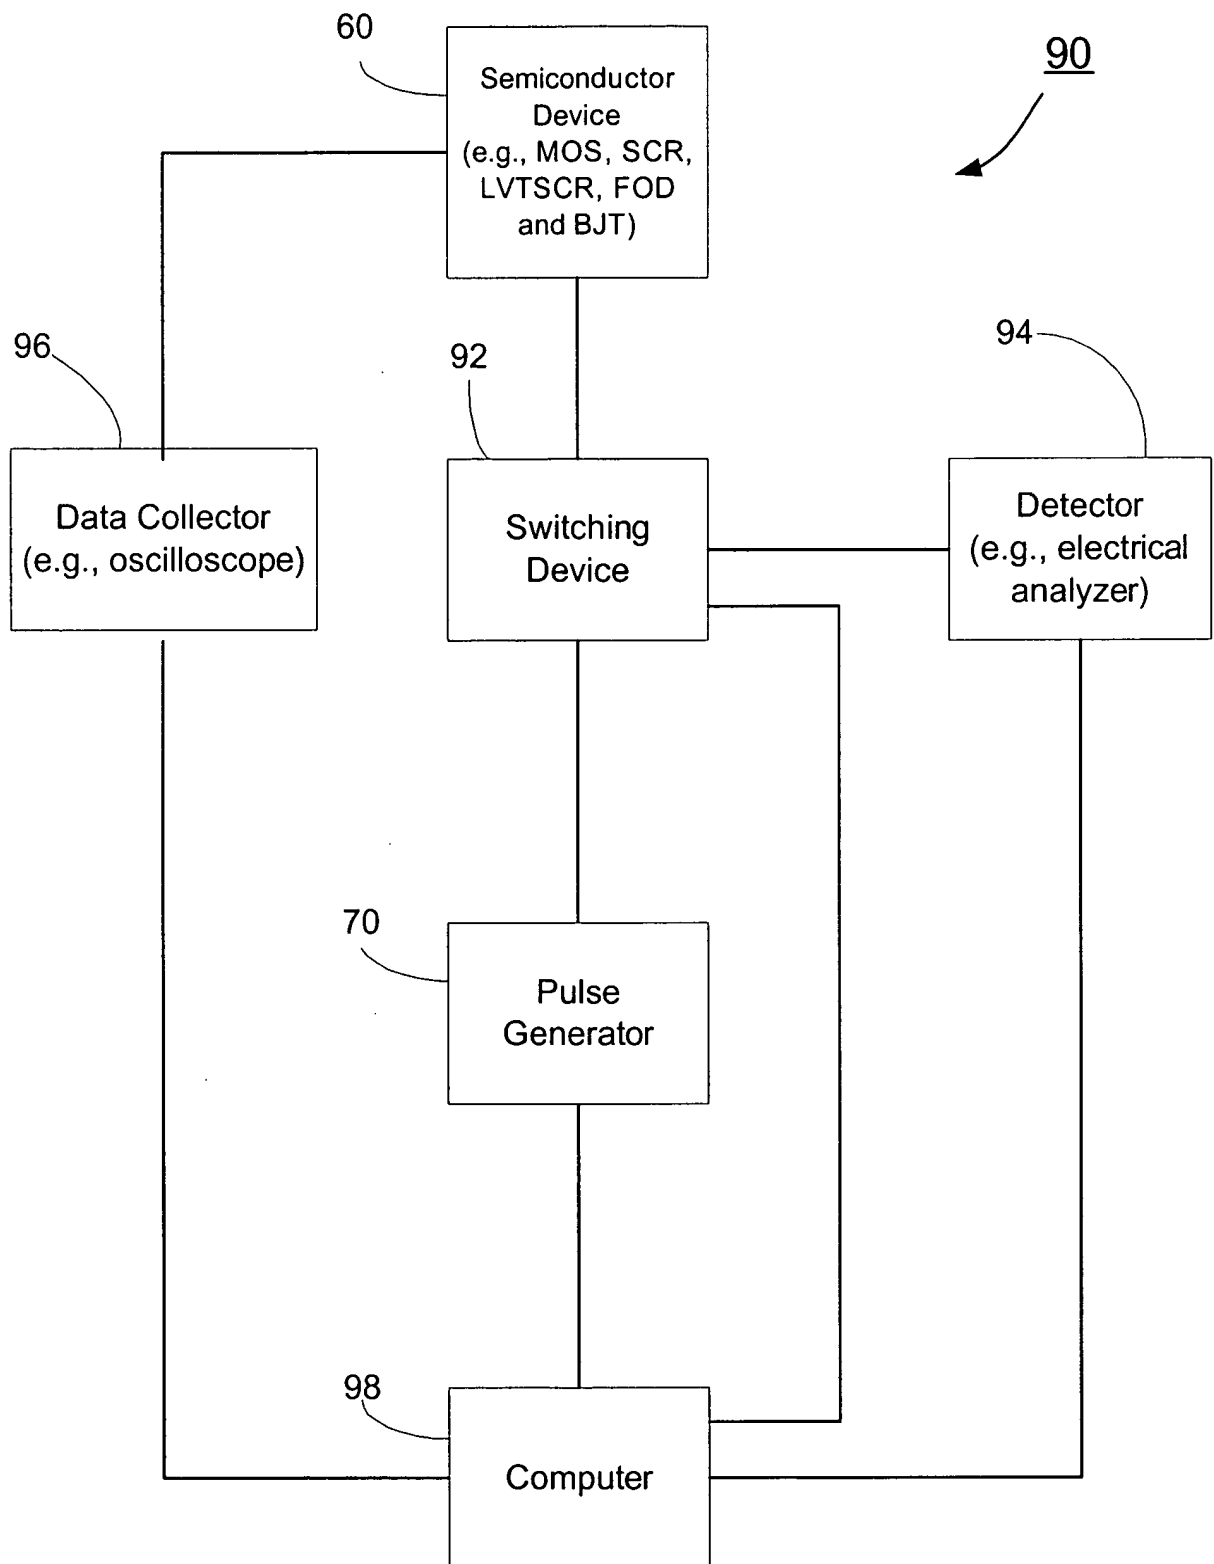 60
90
Semiconductor
Device
(e.g., MOS, SCR,
LVTSCR, FOD
and BJT)
96
92
94
Data Collector
(e.g., oscilloscope)
Switching
Device
Detector
(e.g., electrical
analyzer)
70
Pulse
Generator
98
Computer